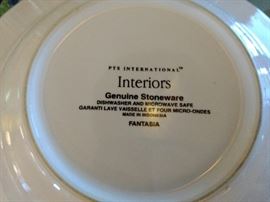 PTS INTERNATIONAL™
Interiors
Genuine Stoneware
DISHWASHER AND MICROWAVE SAFE
GARANTI LAVE VAISSELLE ET FOUR MICRO-ONDES
MADE IN INDONESIA
FANTASIA